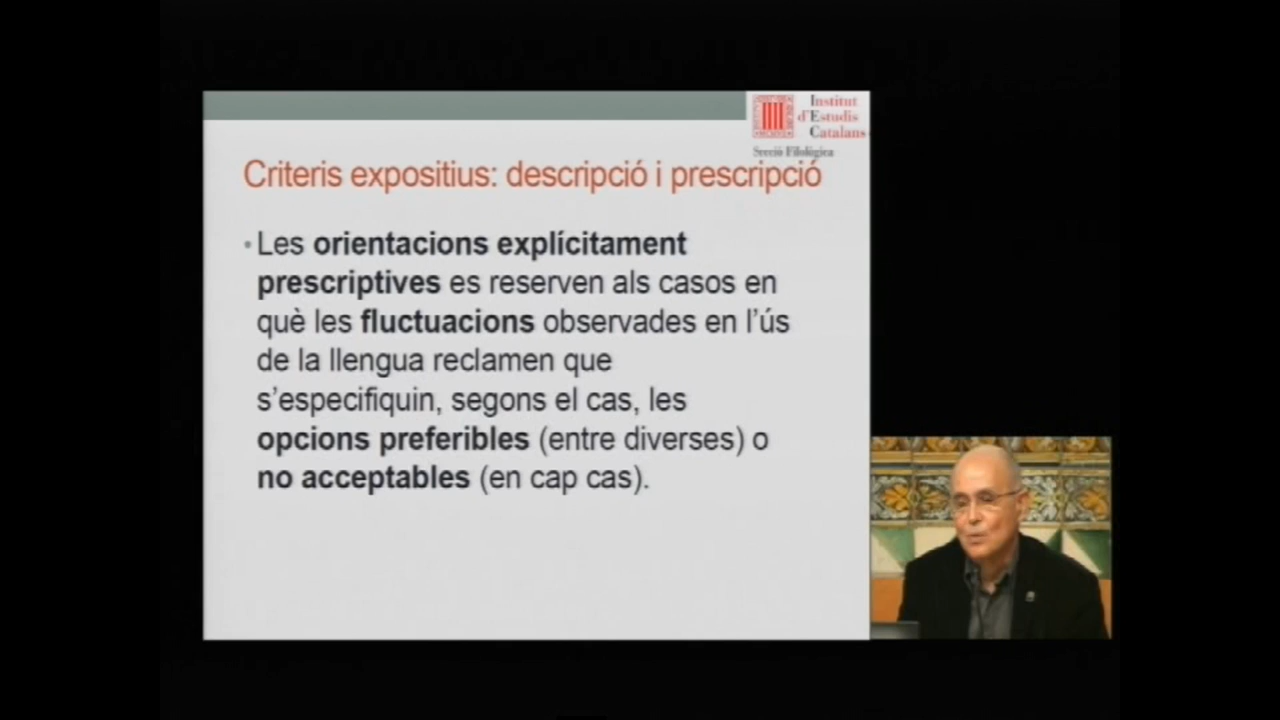 Institut
d'Estudis
Catalans
Secció Filològica
Criteris expositius: descripció i prescripció
• Les orientacions explícitament
prescriptives es reserven als casos en
què les fluctuacions observades en l’ús
de la llengua reclamen que
s’especifiquin, segons el cas, les
opcions preferibles (entre diverses) o
no acceptables (en cap cas).